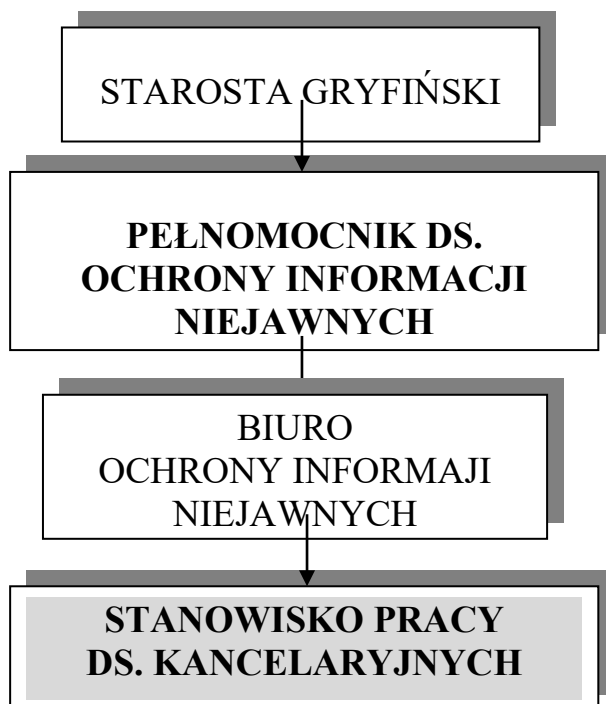 STAROSTA GRYFIŃSKI
PEŁNOMOCNIK DS.
OCHRONY INFORMACJI
NIEJAWNYCH
BIURO
OCHRONY INFORMAJI
NIEJAWNYCH
STANOWISKO PRACY
DS. KANCELARYJNYCH